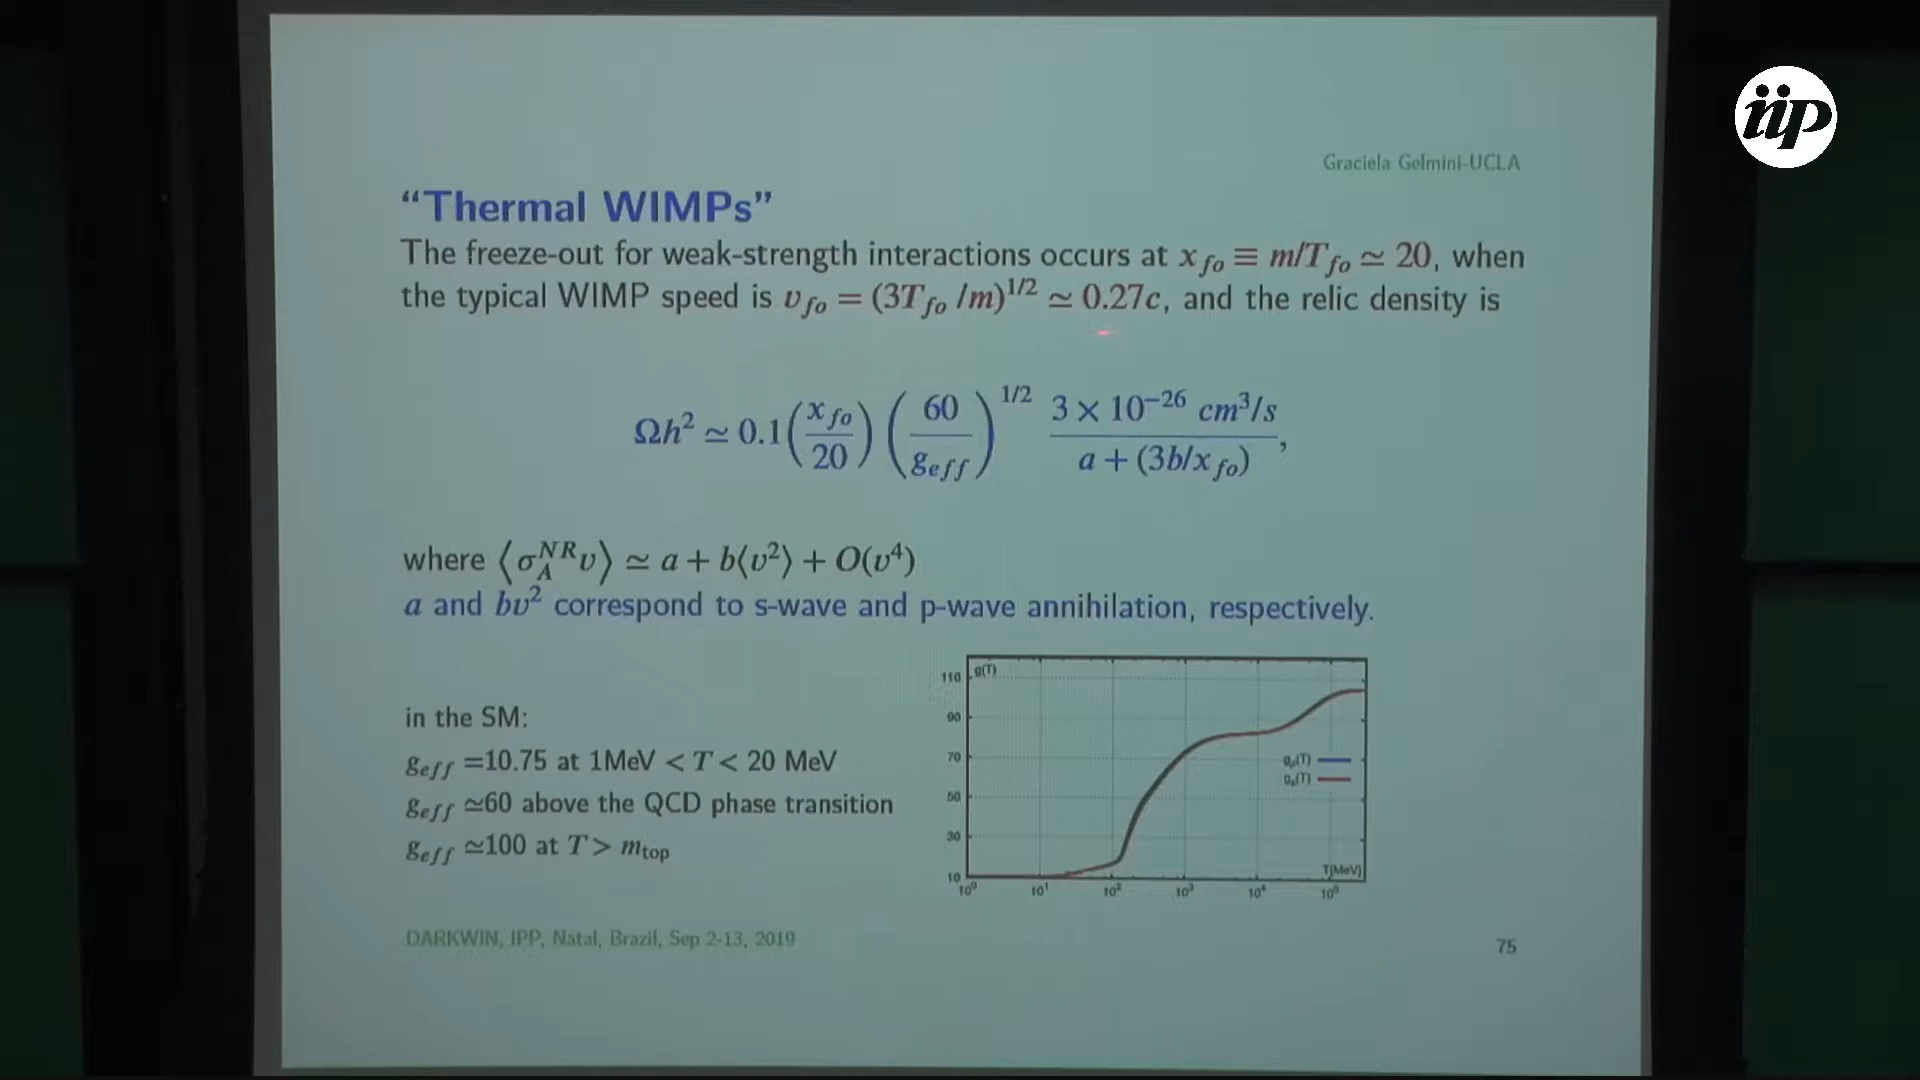 iip
Graciela Gelmini-UCLA
“Thermal WIMPs”
The freeze-out for weak-strength interactions occurs at x_fo ≡ m/T_fo ≃ 20, when
the typical WIMP speed is v_fo = (3T_fo /m)^1/2 ≃ 0.27c, and the relic density is
Ωh² ≃ 0.1 (x_fo/20) (60/g_eff)^1/2 (3 × 10^−26 cm³/s)/(a + (3b/x_fo)),
where ⟨σ_A^NR v⟩ ≃ a + b⟨v²⟩ + O(v⁴)
a and bv² correspond to s-wave and p-wave annihilation, respectively.
in the SM:
g_eff =10.75 at 1MeV < T < 20 MeV
g_eff ≃60 above the QCD phase transition
g_eff ≃100 at T > m_top
g(T)
110
90
70
50
30
10
g_s(T)
T[MeV]
10⁰ 10¹ 10² 10³ 10⁴ 10⁵
DARKWIN, IPP, Natal, Brazil, Sep 2-13, 2019
75